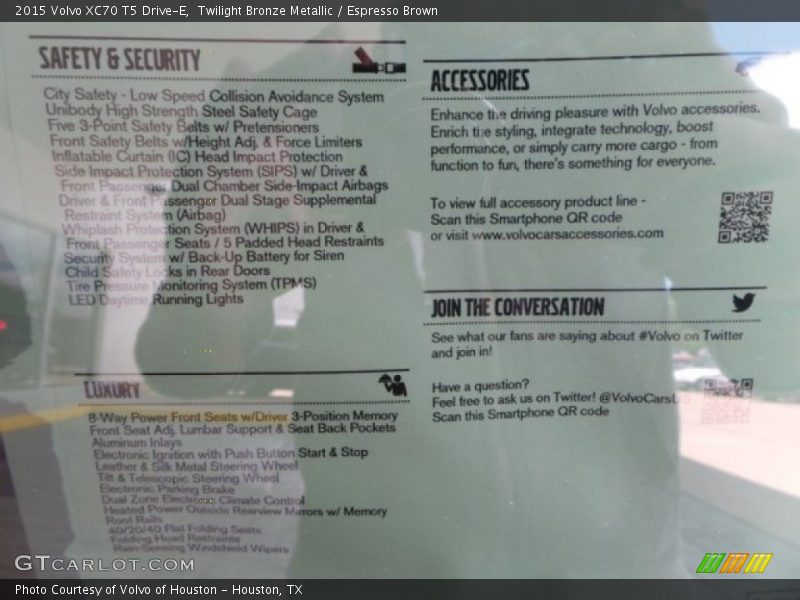 2015 Volvo XC70 T5 Drive-E,  Twilight Bronze Metallic / Espresso Brown
SAFETY & SECURITY
City Safety - Low Speed Collision Avoidance System
Unibody High Strength Steel Safety Cage
Five 3-Point Safety Belts w/ Pretensioners
Front Safety Belts w/Height Adj. & Force Limiters
Inflatable Curtain (IC) Head Impact Protection
Side Impact Protection System (SIPS) w/ Driver &
Front Passenger Dual Chamber Side-Impact Airbags
Driver & Front Passenger Dual Stage Supplemental
Restraint System (Airbag)
Whiplash Protection System (WHIPS) in Driver &
Front Passenger Seats / 5 Padded Head Restraints
Security System w/ Back-Up Battery for Siren
Child Safety Locks in Rear Doors
Tire Pressure Monitoring System (TPMS)
LED Daytime Running Lights
LUXURY
8-Way Power Front Seats w/Driver 3-Position Memory
Front Seat Adj. Lumbar Support & Seat Back Pockets
Aluminum Inlays
Electronic Ignition with Push Button Start & Stop
Leather & Silk Metal Steering Wheel
Tilt & Telescopic Steering Wheel
Electronic Parking Brake
Dual Zone Electronic Climate Control
Heated Power Outside Rearview Mirrors w/ Memory
Roof Rails
40/20/40 Flat Folding Seats
Folding Head Restraints
Rain Sensing Windshield Wipers
ACCESSORIES
Enhance the driving pleasure with Volvo accessories.
Enrich the styling, integrate technology, boost
performance, or simply carry more cargo - from
function to fun, there's something for everyone.
To view full accessory product line -
Scan this Smartphone QR code
or visit www.volvocarsaccessories.com
JOIN THE CONVERSATION
See what our fans are saying about #Volvo on Twitter
and join in!
Have a question?
Feel free to ask us on Twitter! 
Scan this Smartphone QR code
GTCARLOT.COM
Photo Courtesy of Volvo of Houston - Houston, TX